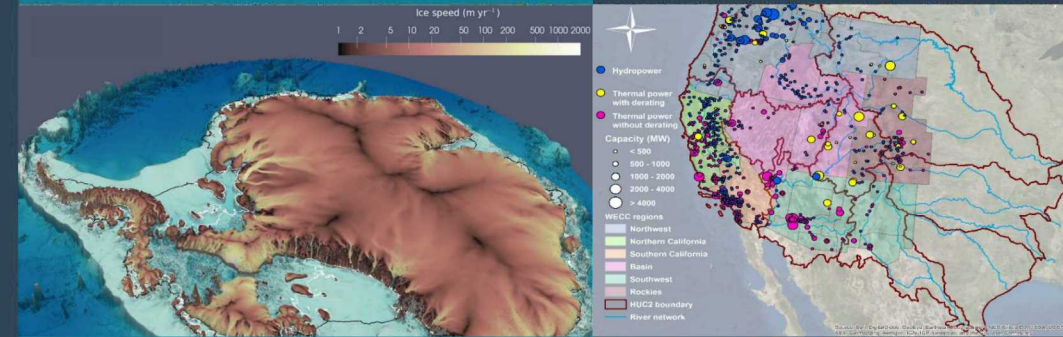 Ice speed (m yr⁻¹)
1 2 5 10 20 50 100 200 500 1000 2000
Hydropower
Thermal power
with derating
Thermal power
without derating
Capacity (MW)
< 500
500 - 1000
1000 - 2000
2000 - 4000
> 4000
WECC regions
Northwest
Northern California
Southern California
Basin
Southwest
Rockies
HUC2 boundary
River network